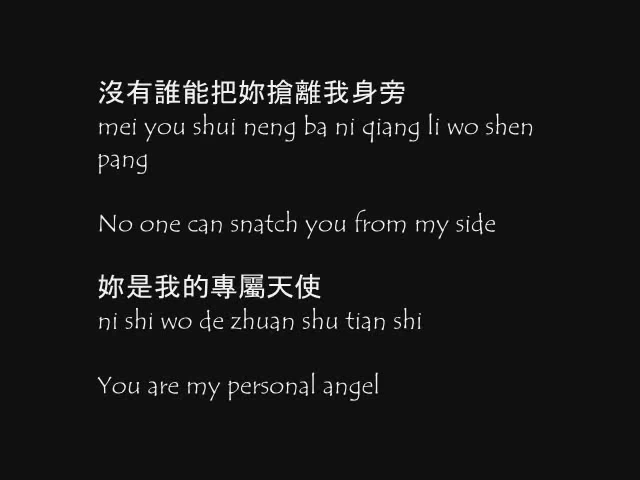 沒有誰能把妳搶離我身旁
mei you shui neng ba ni qiang li wo shen
pang
No one can snatch you from my side
妳是我的專屬天使
ni shi wo de zhuan shu tian shi
You are my personal angel